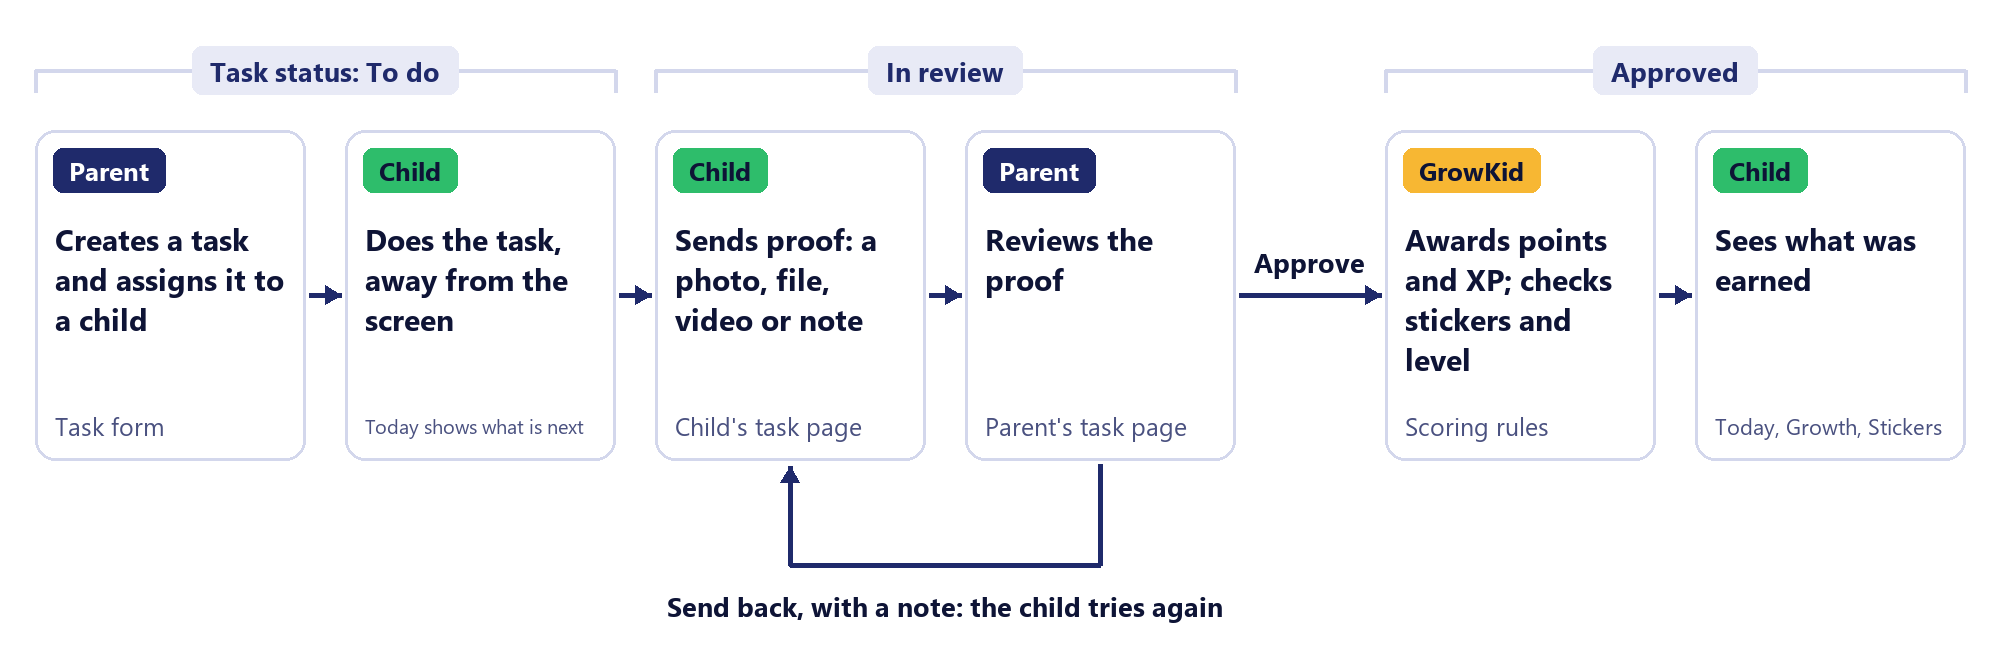 Task status: To do
In review
Approved
Parent
Creates a task
and assigns it to
a child
Task form
Child
Does the task,
away from the
screen
Today shows what is next
Child
Sends proof: a
photo, file,
video or note
Child's task page
Parent
Reviews the
proof
Parent's task page
Approve
GrowKid
Awards points
and XP; checks
stickers and
level
Scoring rules
Child
Sees what was
earned
Today, Growth, Stickers
Send back, with a note: the child tries again